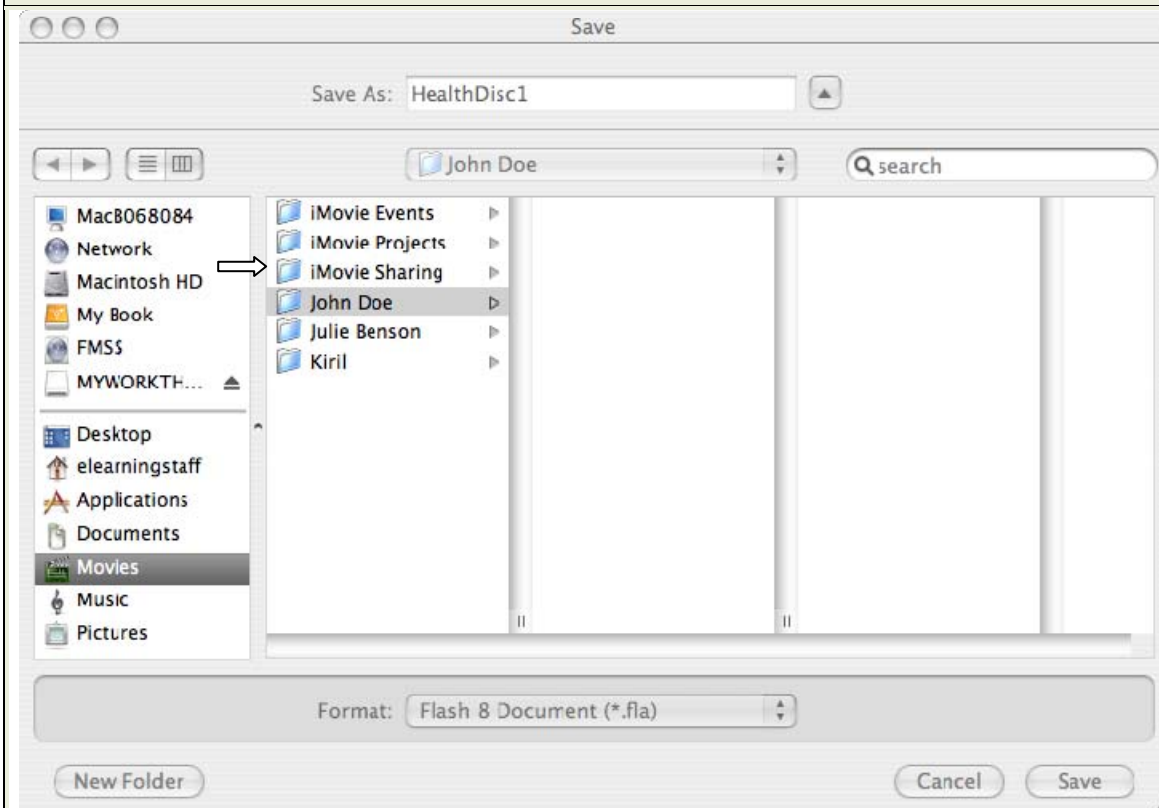 Save
Save As: HealthDisc1
John Doe
search
MacB068084
Network
Macintosh HD
My Book
FMSS
MYWORKTH...
Desktop
elearningstaff
Applications
Documents
Movies
Music
Pictures
iMovie Events
iMovie Projects
iMovie Sharing
John Doe
Julie Benson
Kiril
Format: Flash 8 Document (*.fla)
New Folder
Cancel
Save